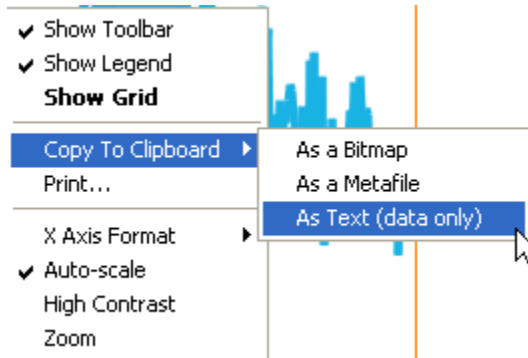 Show Toolbar
Show Legend
Show Grid
Copy To Clipboard
As a Bitmap
Print...
As a Metafile
As Text (data only)
X Axis Format
Auto-scale
High Contrast
Zoom